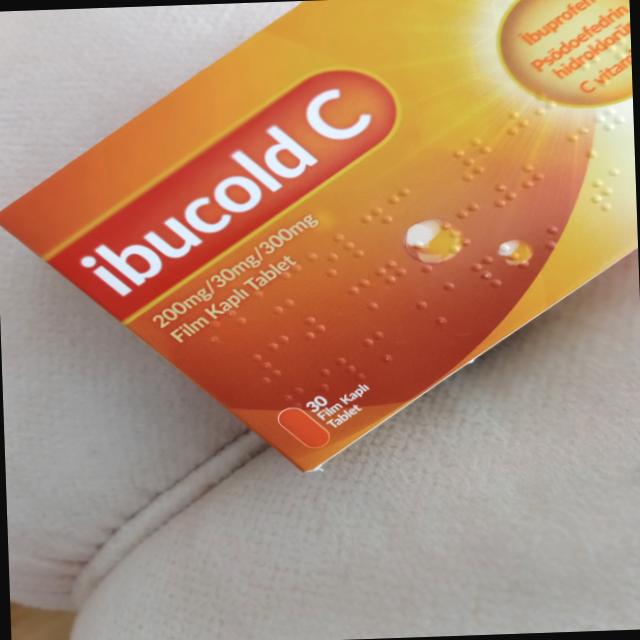 ibucold C
200mg/30mg/300mg
Film Kaplı Tablet
30
Film Kaplı
Tablet
İbuprofen
Psödoefedrin
hidroklorür
C vitam